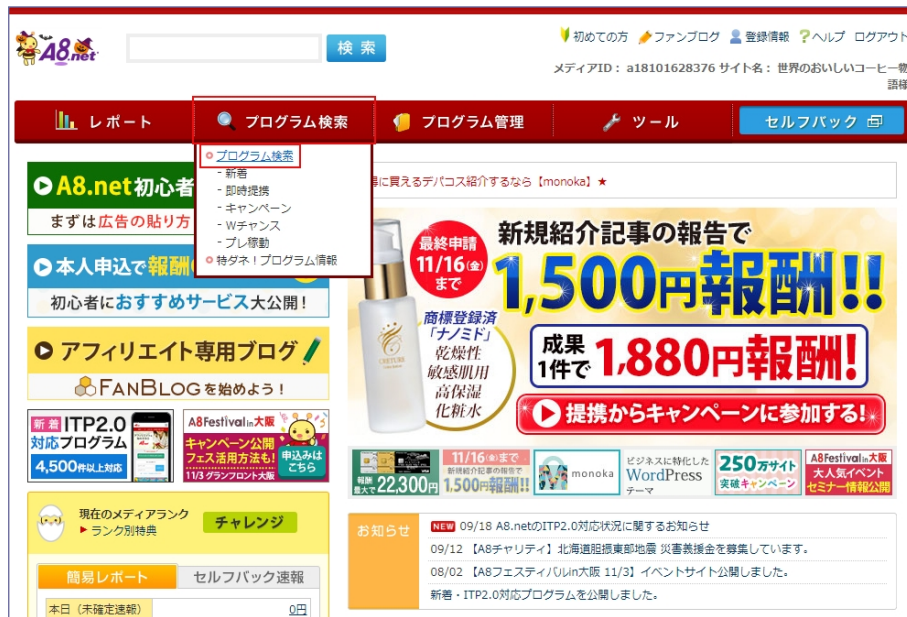 A8.net
検 索
初めての方 ファンブログ 登録情報 ヘルプ ログアウト
メディアID： a18101628376 サイト名： 世界のおいしいコーヒー物
語様
レポート
プログラム検索
プログラム管理
ツール
セルフバック
プログラム検索
- 新着
- 即時提携
- キャンペーン
- Wチャンス
- プレ稼動
特ダネ！プログラム情報
得に買えるデパコス紹介するなら【monoka】★
A8.net初心者
まずは広告の貼り方
本人申込で報酬
初心者におすすめサービス大公開！
アフィリエイト専用ブログ
FANBLOGを始めよう！
新着 ITP2.0
対応プログラム
4,500件以上対応
A8Festival in大阪
キャンペーン公開
フェス活用方法も!
11/3 グランフロント大阪
申込みは
こちら
現在のメディアランク
ランク別特典
チャレンジ
簡易レポート
セルフバック速報
本日（未確定速報）
0円
最終申請
11/16(金)
まで
新規紹介記事の報告で
1,500円報酬!!
商標登録済
「ナノミド」
乾燥性
敏感肌用
高保湿
化粧水
成果
1件で 1,880円報酬!
提携からキャンペーンに参加する!
報酬
最大で 22,300円
11/16(金)まで
新規紹介記事の報告で
1,500円報酬!!
monoka
ビジネスに特化した
WordPress
テーマ
250万サイト
突破キャンペーン
A8Festival in大阪
大人気イベント
セミナー情報公開
お知らせ
NEW 09/18 A8.netのITP2.0対応状況に関するお知らせ
09/12 【A8チャリティ】北海道胆振東部地震 災害義援金を募集しています。
08/02 【A8フェスティバルin大阪 11/3】イベントサイト公開しました。
新着・ITP2.0対応プログラムを公開しました。